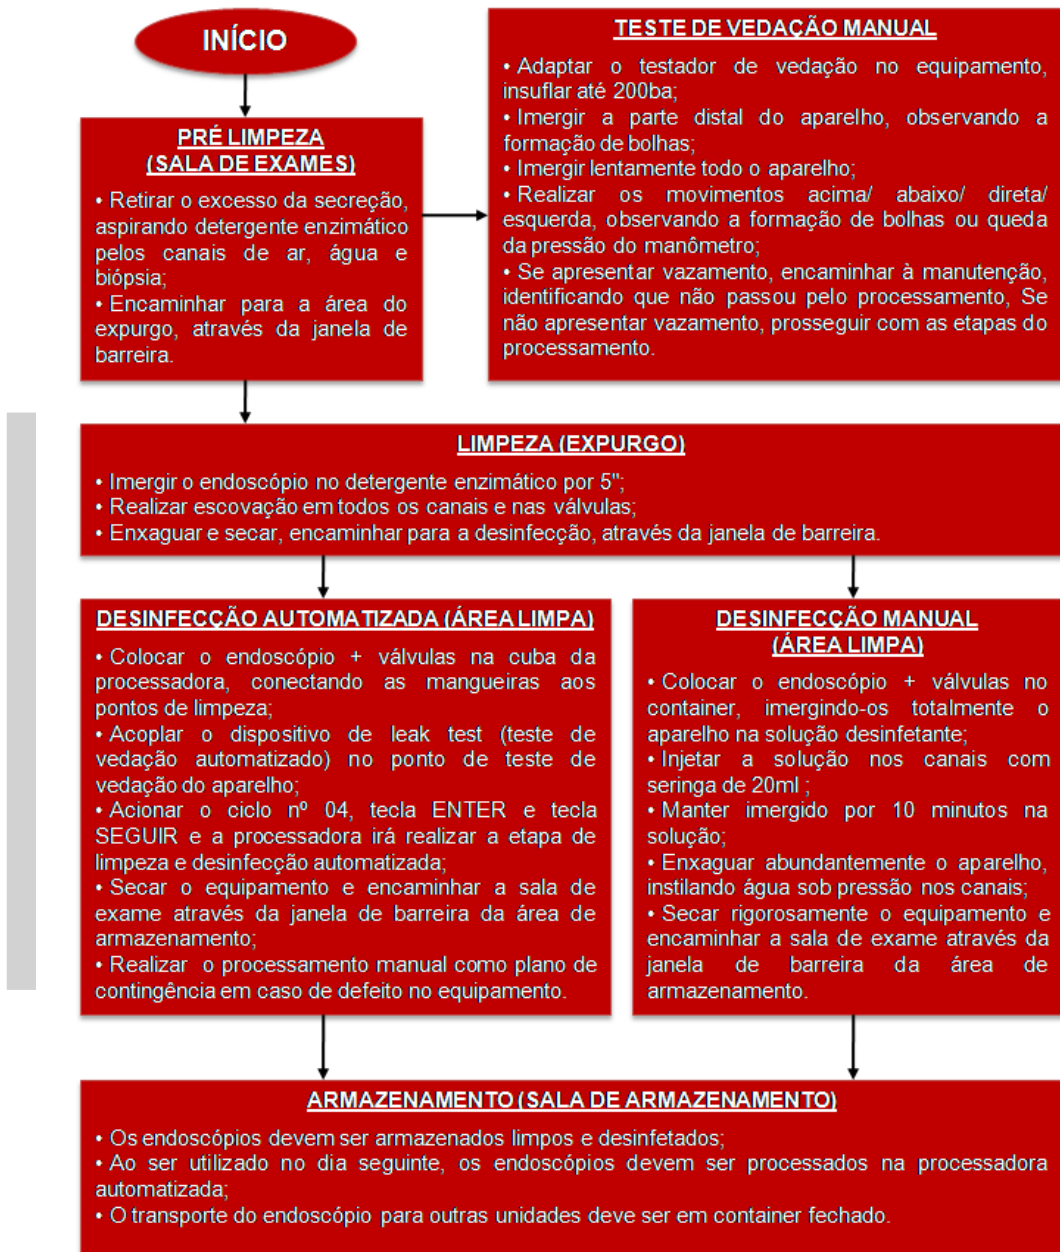 INÍCIO
PRÉ LIMPEZA
(SALA DE EXAMES)
• Retirar o excesso da secreção,
aspirando detergente enzimático
pelos canais de ar, água e
biópsia;
• Encaminhar para a área do
expurgo, através da janela de
barreira.
TESTE DE VEDAÇÃO MANUAL
• Adaptar o testador de vedação no equipamento,
insuflar até 200ba;
• Imergir a parte distal do aparelho, observando a
formação de bolhas;
• Imergir lentamente todo o aparelho;
• Realizar os movimentos acima/ abaixo/ direta/
esquerda, observando a formação de bolhas ou queda
da pressão do manômetro;
• Se apresentar vazamento, encaminhar à manutenção,
identificando que não passou pelo processamento, Se
não apresentar vazamento, prosseguir com as etapas do
processamento.
LIMPEZA (EXPURGO)
• Imergir o endoscópio no detergente enzimático por 5";
• Realizar escovação em todos os canais e nas válvulas;
• Enxaguar e secar, encaminhar para a desinfecção, através da janela de barreira.
DESINFECÇÃO AUTOMATIZADA (ÁREA LIMPA)
• Colocar o endoscópio + válvulas na cuba da
processadora, conectando as mangueiras aos
pontos de limpeza;
• Acoplar o dispositivo de leak test (teste de
vedação automatizado) no ponto de teste de
vedação do aparelho;
• Acionar o ciclo nº 04, tecla ENTER e tecla
SEGUIR e a processadora irá realizar a etapa de
limpeza e desinfecção automatizada;
• Secar o equipamento e encaminhar a sala de
exame através da janela de barreira da área de
armazenamento;
• Realizar o processamento manual como plano de
contingência em caso de defeito no equipamento.
DESINFECÇÃO MANUAL
(ÁREA LIMPA)
• Colocar o endoscópio + válvulas no
container, imergindo-os totalmente o
aparelho na solução desinfetante;
• Injetar a solução nos canais com
seringa de 20ml ;
• Manter imergido por 10 minutos na
solução;
• Enxaguar abundantemente o aparelho,
instilando água sob pressão nos canais;
• Secar rigorosamente o equipamento e
encaminhar a sala de exame através da
janela de barreira da área de
armazenamento.
ARMAZENAMENTO (SALA DE ARMAZENAMENTO)
• Os endoscópios devem ser armazenados limpos e desinfetados;
• Ao ser utilizado no dia seguinte, os endoscópios devem ser processados na processadora
automatizada;
• O transporte do endoscópio para outras unidades deve ser em container fechado.